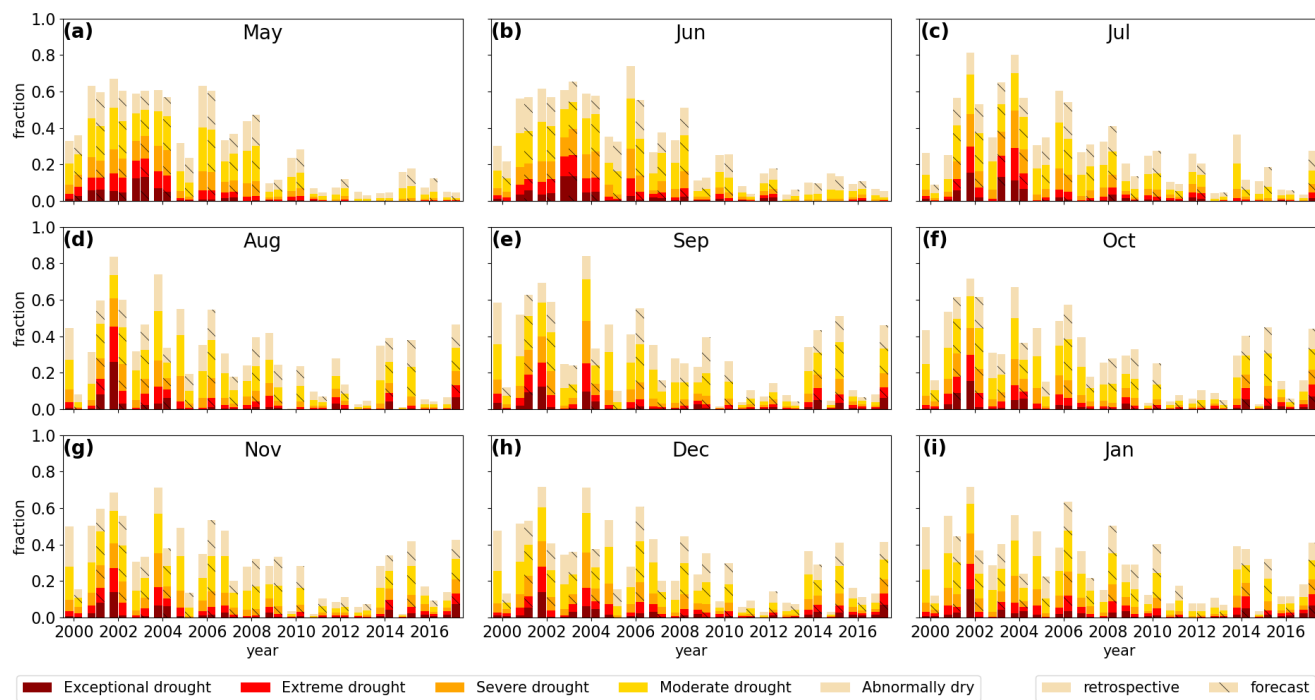 (a) May
(b) Jun
(c) Jul
fraction
1.0
0.8
0.6
0.4
0.2
0.0
(d) Aug
(e) Sep
(f) Oct
fraction
1.0
0.8
0.6
0.4
0.2
0.0
(g) Nov
(h) Dec
(i) Jan
fraction
1.0
0.8
0.6
0.4
0.2
0.0
2000 2002 2004 2006 2008 2010 2012 2014 2016
2000 2002 2004 2006 2008 2010 2012 2014 2016
2000 2002 2004 2006 2008 2010 2012 2014 2016
year
year
year
Exceptional drought Extreme drought Severe drought Moderate drought Abnormally dry retrospective forecast